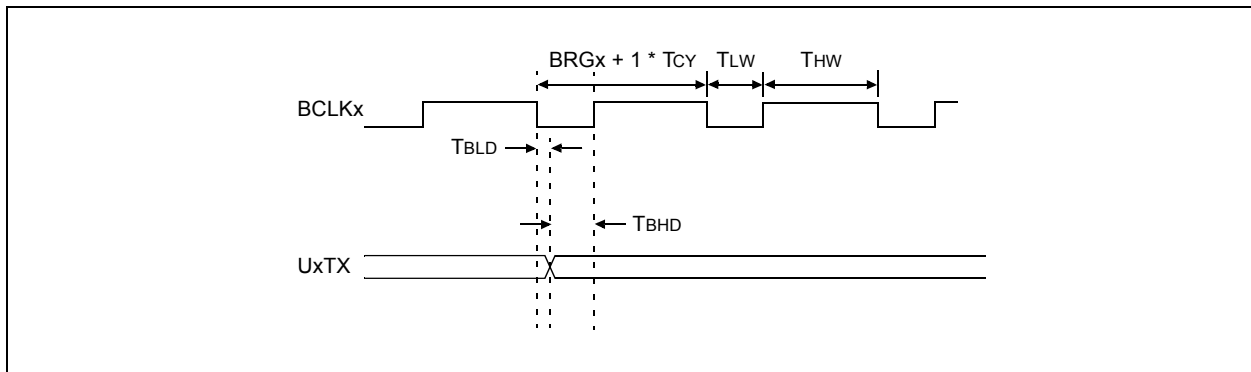 BRGx + 1 * TCY TLW THW
BCLKx
TBLD
TBHD
UxTX